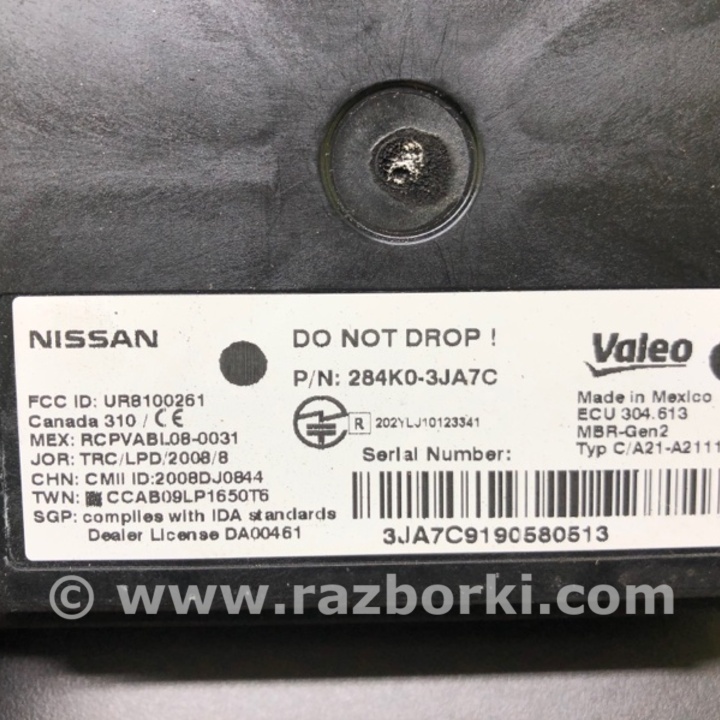 NISSAN
DO NOT DROP !
Valeo
P/N: 284K0-3JA7C
FCC ID: UR8100261
Canada 310 / CE
MEX: RCPVABL08-0031
JOR: TRC/LPD/2008/8
CHN: CMII ID:2008DJ0844
TWN: CCAB09LP1650T6
SGP: complies with IDA standards
Dealer License DA00461
R 202YLJ10123341
Serial Number:
3JA7C9190580513
Made in Mexico
ECU 304.613
MBR-Gen2
Typ C/A21-A2111
© www.razborki.com